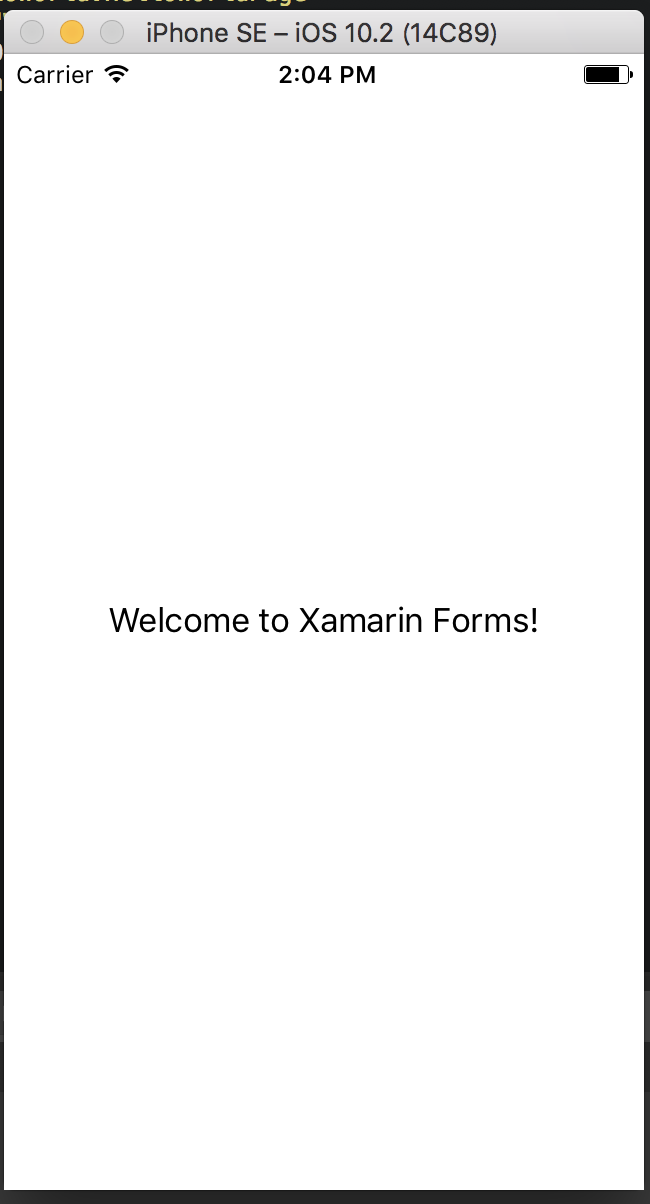 iPhone SE – iOS 10.2 (14C89)
Carrier 2:04 PM
Welcome to Xamarin Forms!